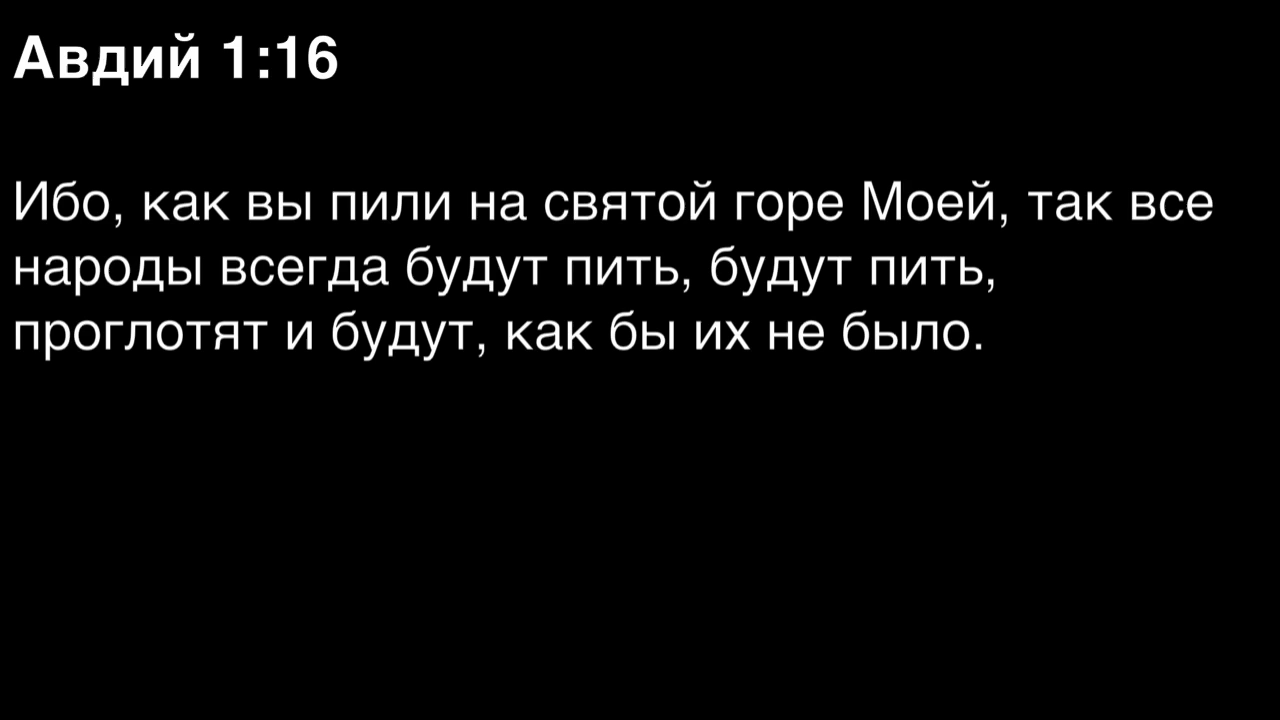 Авдий 1:16
Ибо, как вы пили на святой горе Моей, так все
народы всегда будут пить, будут пить,
проглотят и будут, как бы их не было.